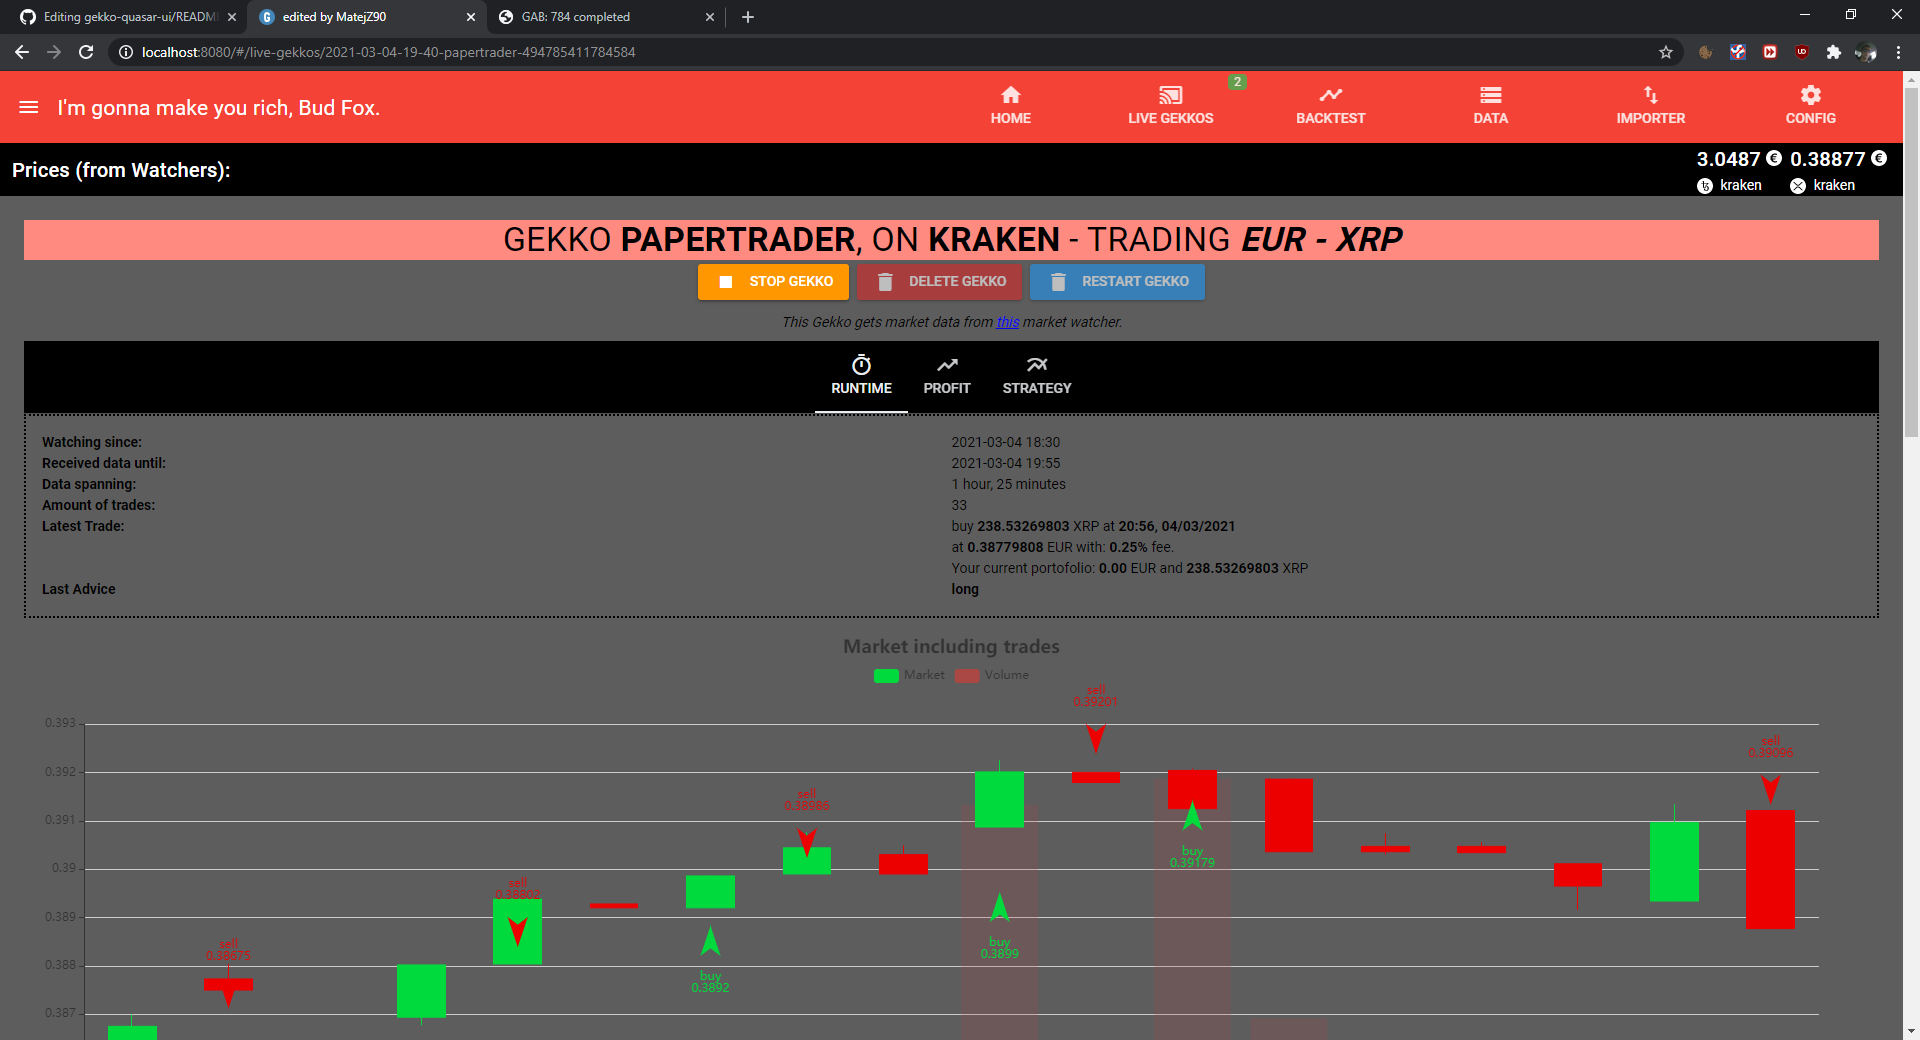 Editing gekko-quasar-ui/READM
edited by MatejZ90
GAB: 784 completed
localhost:8080/#/live-gekkos/2021-03-04-19-40-papertrader-494785411784584
I'm gonna make you rich, Bud Fox.
HOME
LIVE GEKKOS
2
BACKTEST
DATA
IMPORTER
CONFIG
Prices (from Watchers):
3.0487 €
kraken
0.38877 €
kraken
GEKKO PAPERTRADER, ON KRAKEN - TRADING EUR - XRP
STOP GEKKO
DELETE GEKKO
RESTART GEKKO
This Gekko gets market data from this market watcher.
RUNTIME
PROFIT
STRATEGY
Watching since: 2021-03-04 18:30
Received data until: 2021-03-04 19:55
Data spanning: 1 hour, 25 minutes
Amount of trades: 33
Latest Trade: buy 238.53269803 XRP at 20:56, 04/03/2021
at 0.38779808 EUR with: 0.25% fee.
Your current portofolio: 0.00 EUR and 238.53269803 XRP
Last Advice long
Market including trades
Market
Volume
0.393
0.392
0.391
0.39
0.389
0.388
0.387
sell
0.38675
sell
0.38802
buy
0.3892
sell
0.38986
buy
0.3899
sell
0.39201
buy
0.39179
sell
0.39096